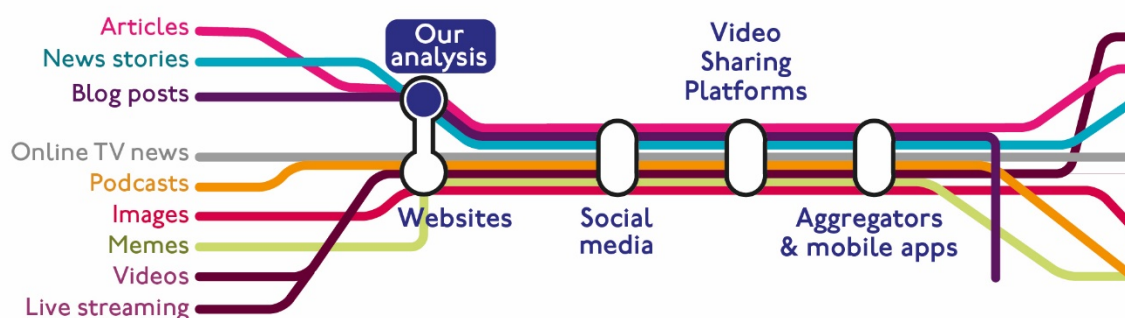 Articles
News stories
Blog posts
Online TV news
Podcasts
Images
Memes
Videos
Live streaming
Our
analysis
Websites
Social
media
Video
Sharing
Platforms
Aggregators
& mobile apps